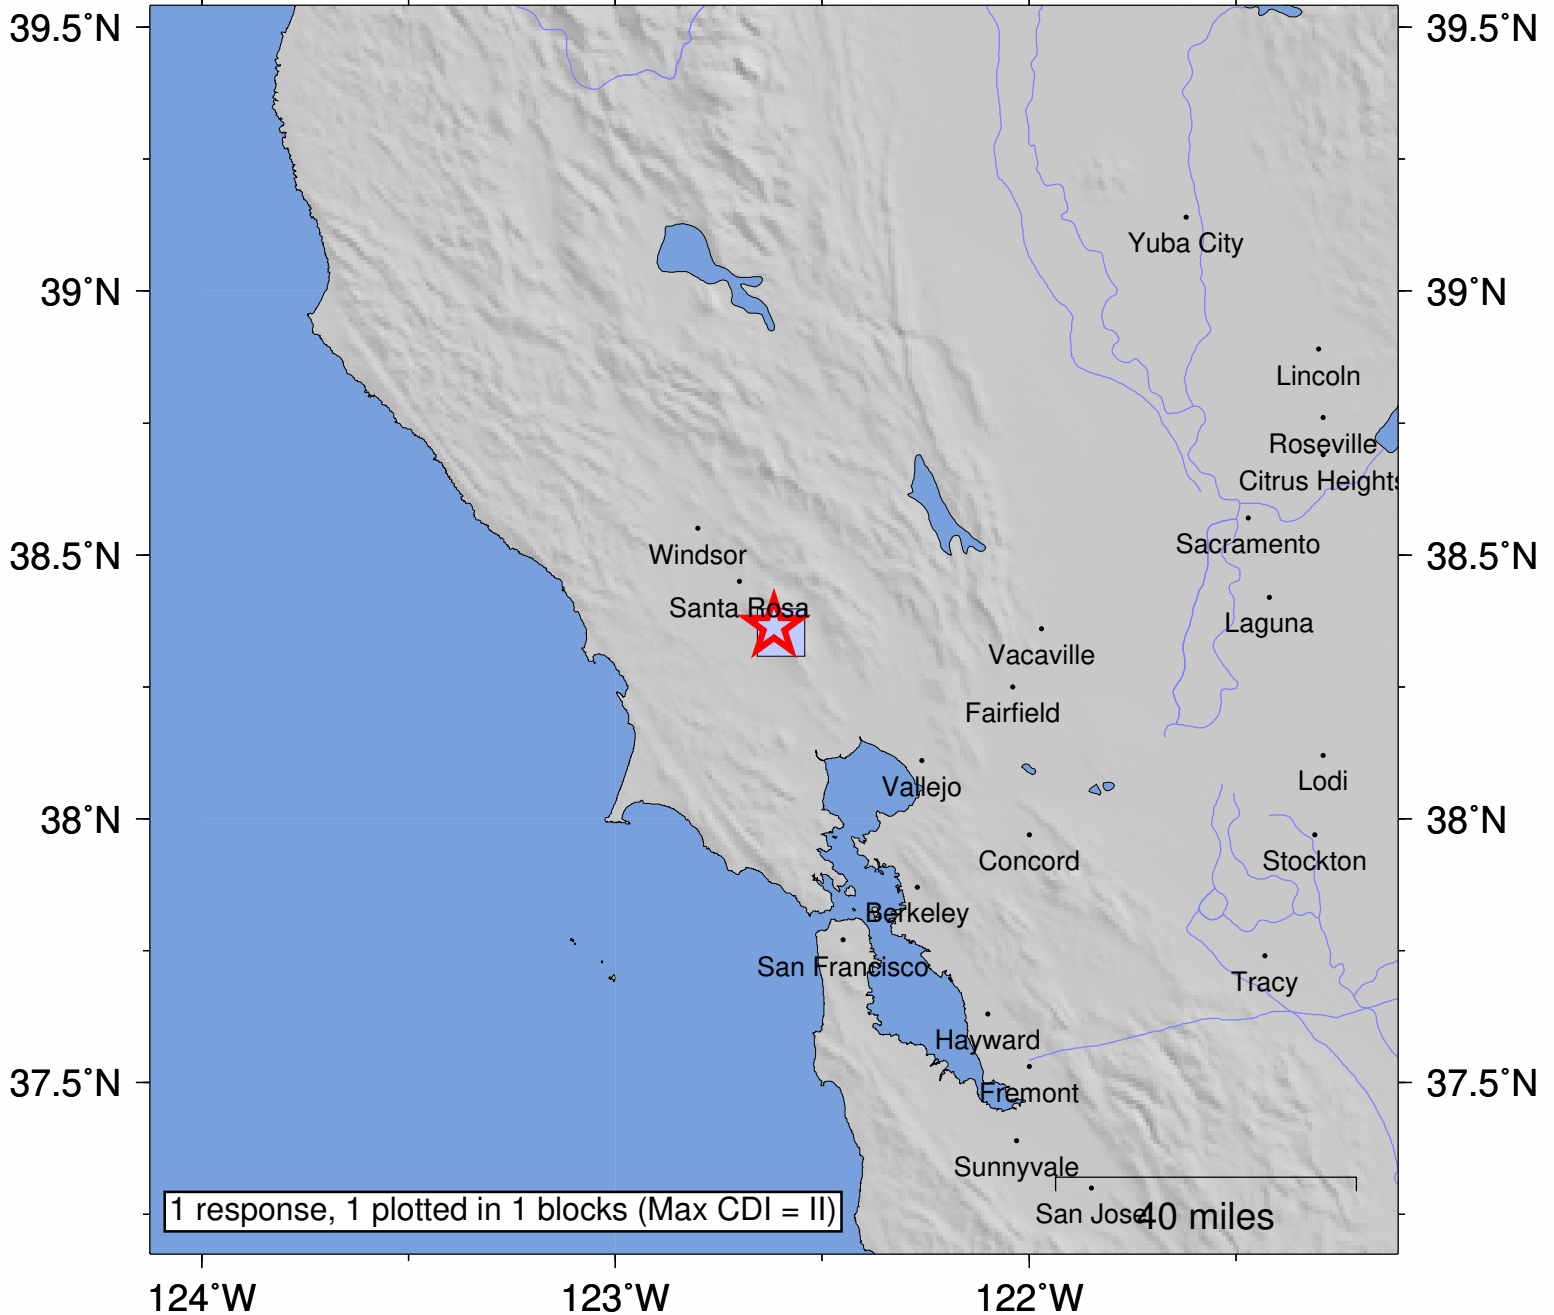 39.5°N
39.5°N
Yuba City
39°N
39°N
Lincoln
Roseville
Citrus Heights
38.5°N
Windsor
Sacramento
38.5°N
Santa Rosa
Laguna
Vacaville
Fairfield
Vallejo
Lodi
38°N
38°N
Concord
Stockton
Berkeley
San Francisco
Tracy
Hayward
37.5°N
Fremont
37.5°N
Sunnyvale
1 response, 1 plotted in 1 blocks (Max CDI = II)
San Jose
40 miles
124°W
123°W
122°W